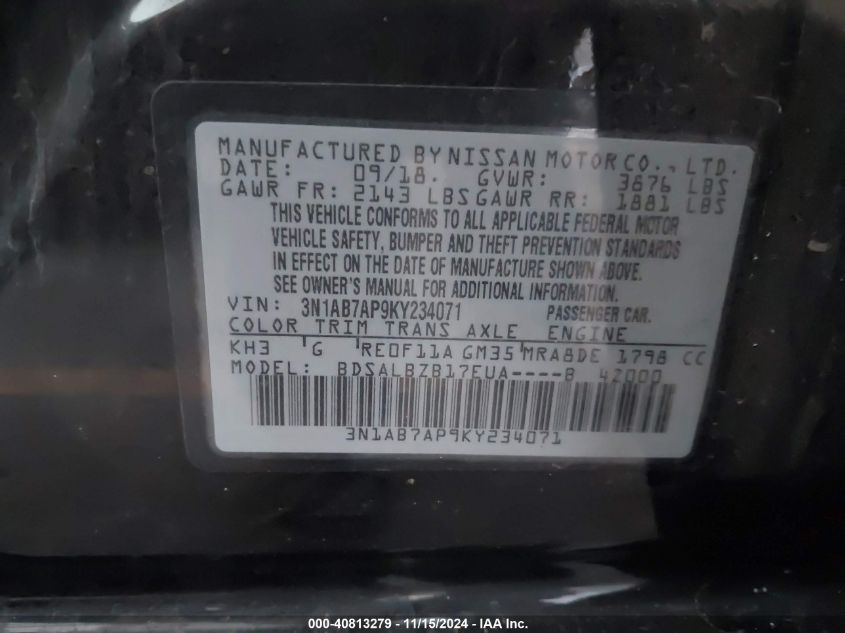 MANUFACTURED BY NISSAN MOTOR CO., LTD.
DATE: 09/18. GVWR: 3876 LBS
GAWR FR: 2143 LBS GAWR RR: 1881 LBS
THIS VEHICLE CONFORMS TO ALL APPLICABLE FEDERAL MOTOR
VEHICLE SAFETY, BUMPER AND THEFT PREVENTION STANDARDS
IN EFFECT ON THE DATE OF MANUFACTURE SHOWN ABOVE.
SEE OWNER'S MANUAL FOR ADDITIONAL INFORMATION.
VIN: 3N1AB7AP9KY234071 PASSENGER CAR.
COLOR TRIM TRANS AXLE ENGINE
KH3 'G 'RE0F11A GM35'MRA8DE 1798 CC
MODEL: BDSALBZB17EUA----B 42000
3N1AB7AP9KY234071
000-40813279 - 11/15/2024 - IAA Inc.